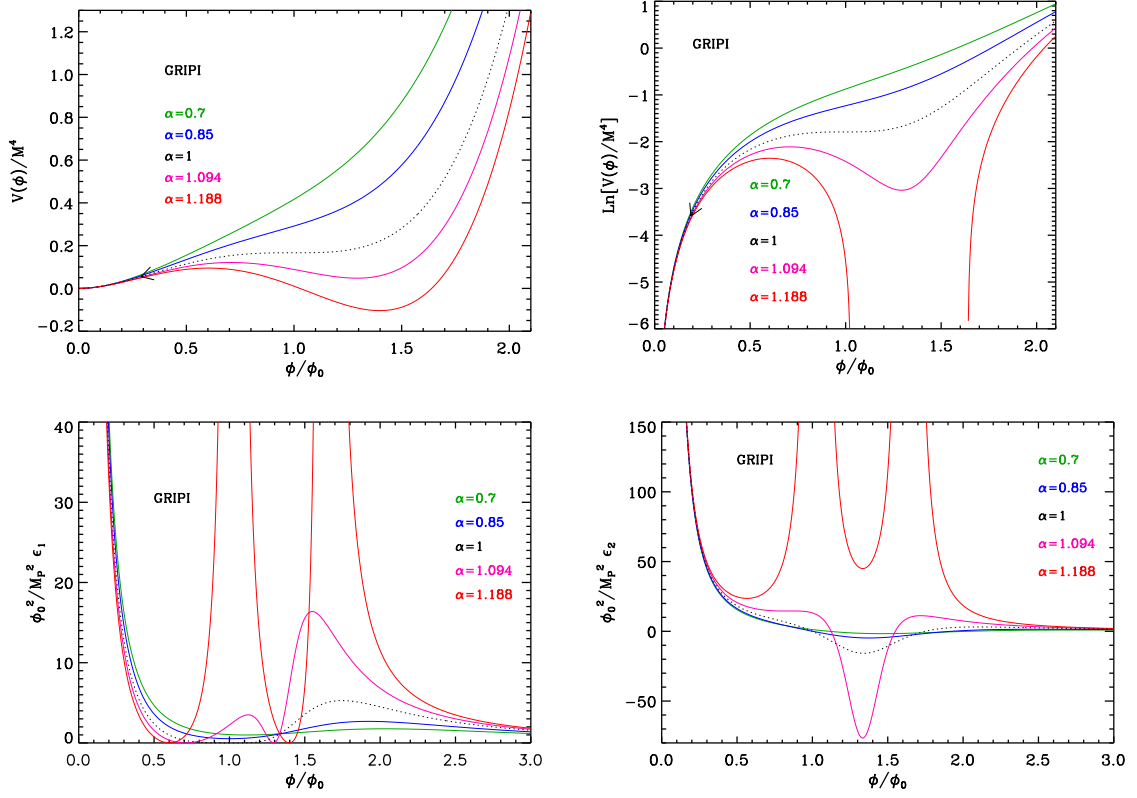 GRIPI
α=0.7
α=0.85
α=1
α=1.094
α=1.188
V(φ)/M⁴
1.2
1.0
0.8
0.6
0.4
0.2
0.0
−0.2
0.0 0.5 1.0 1.5 2.0
φ/φ₀
GRIPI
α=0.7
α=0.85
α=1
α=1.094
α=1.188
Ln[V(φ)/M⁴]
1
0
−1
−2
−3
−4
−5
−6
0.0 0.5 1.0 1.5 2.0
φ/φ₀
GRIPI
α=0.7
α=0.85
α=1
α=1.094
α=1.188
φ₀²/M_P² ε₁
40
30
20
10
0
0.0 0.5 1.0 1.5 2.0 2.5 3.0
φ/φ₀
GRIPI
α=0.7
α=0.85
α=1
α=1.094
α=1.188
φ₀²/M_P² ε₂
150
100
50
0
−50
0.0 0.5 1.0 1.5 2.0 2.5 3.0
φ/φ₀